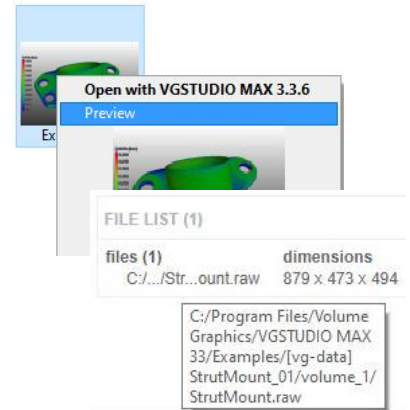 Open with VGSTUDIO MAX 3.3.6
Preview
Ex
FILE LIST (1)
files (1) dimensions
C:/.../Str...ount.raw 879 x 473 x 494
C:/Program Files/Volume
Graphics/VGSTUDIO MAX
33/Examples/[vg-data]
StrutMount_01/volume_1/
StrutMount.raw